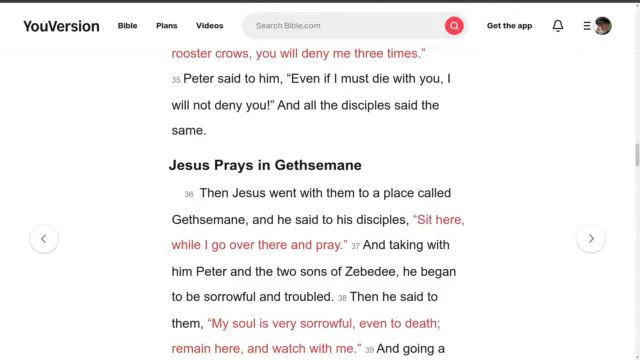 YouVersion Bible Plans Videos Search Bible.com Get the app
rooster crows, you will deny me three times.”
35 Peter said to him, “Even if I must die with you, I
will not deny you!” And all the disciples said the
same.
Jesus Prays in Gethsemane
36 Then Jesus went with them to a place called
Gethsemane, and he said to his disciples, “Sit here,
while I go over there and pray.” 37 And taking with
him Peter and the two sons of Zebedee, he began
to be sorrowful and troubled. 38 Then he said to
them, “My soul is very sorrowful, even to death;
remain here, and watch with me.” 39 And going a